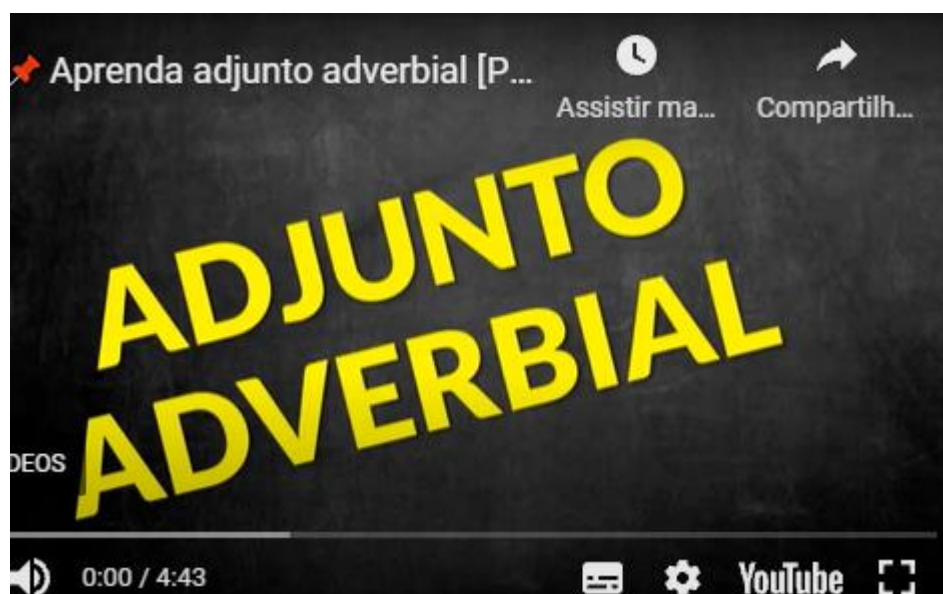 Aprenda adjunto adverbial [P...
Assistir ma...
Compartilh...
ADJUNTO
ADVERBIAL
DEOS
0:00 / 4:43
YouTube